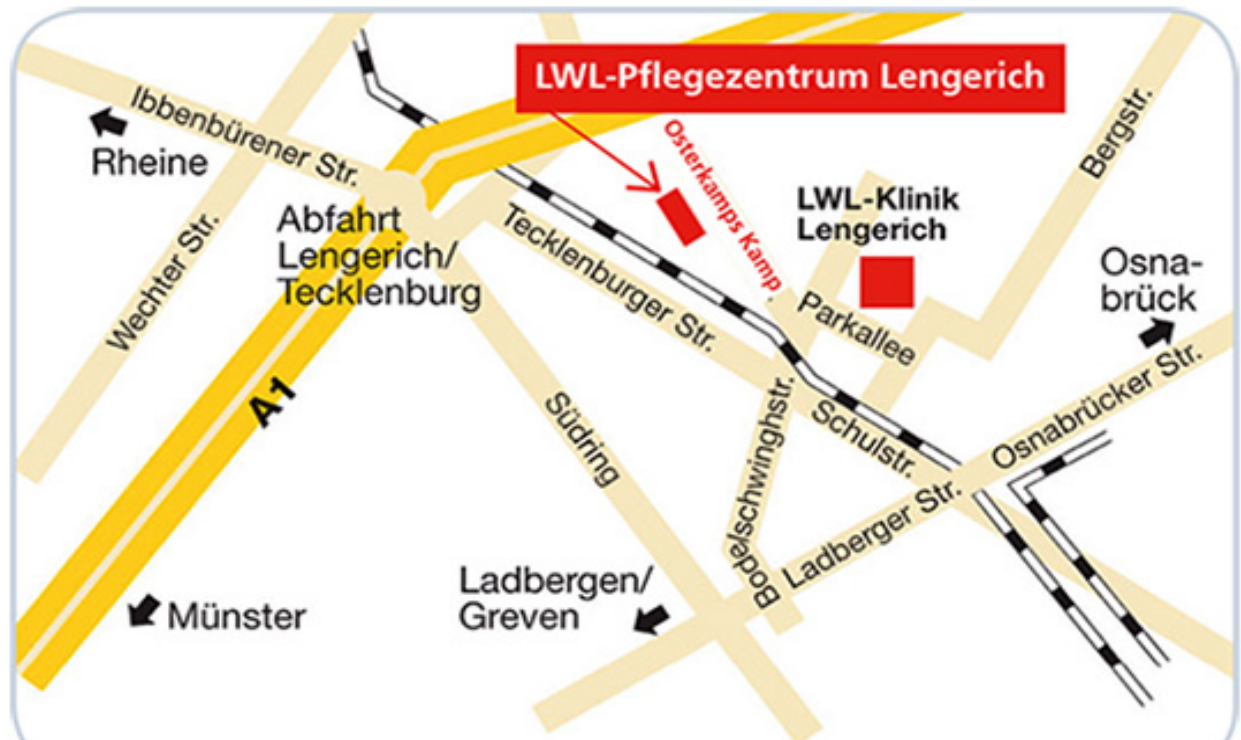 LWL-Pflegezentrum Lengerich
Ibbenbürener Str.
Rheine
Osterkamps Kamp
Bergstr.
LWL-Klinik
Lengerich
Abfahrt
Lengerich/
Tecklenburg
Wechter Str.
Tecklenburger Str.
Osna-
brück
Parkallee
A1
Südring
Bodelschwinghstr.
Schulstr.
Osnabrücker Str.
Ladberger Str.
Ladbergen/
Greven
Münster